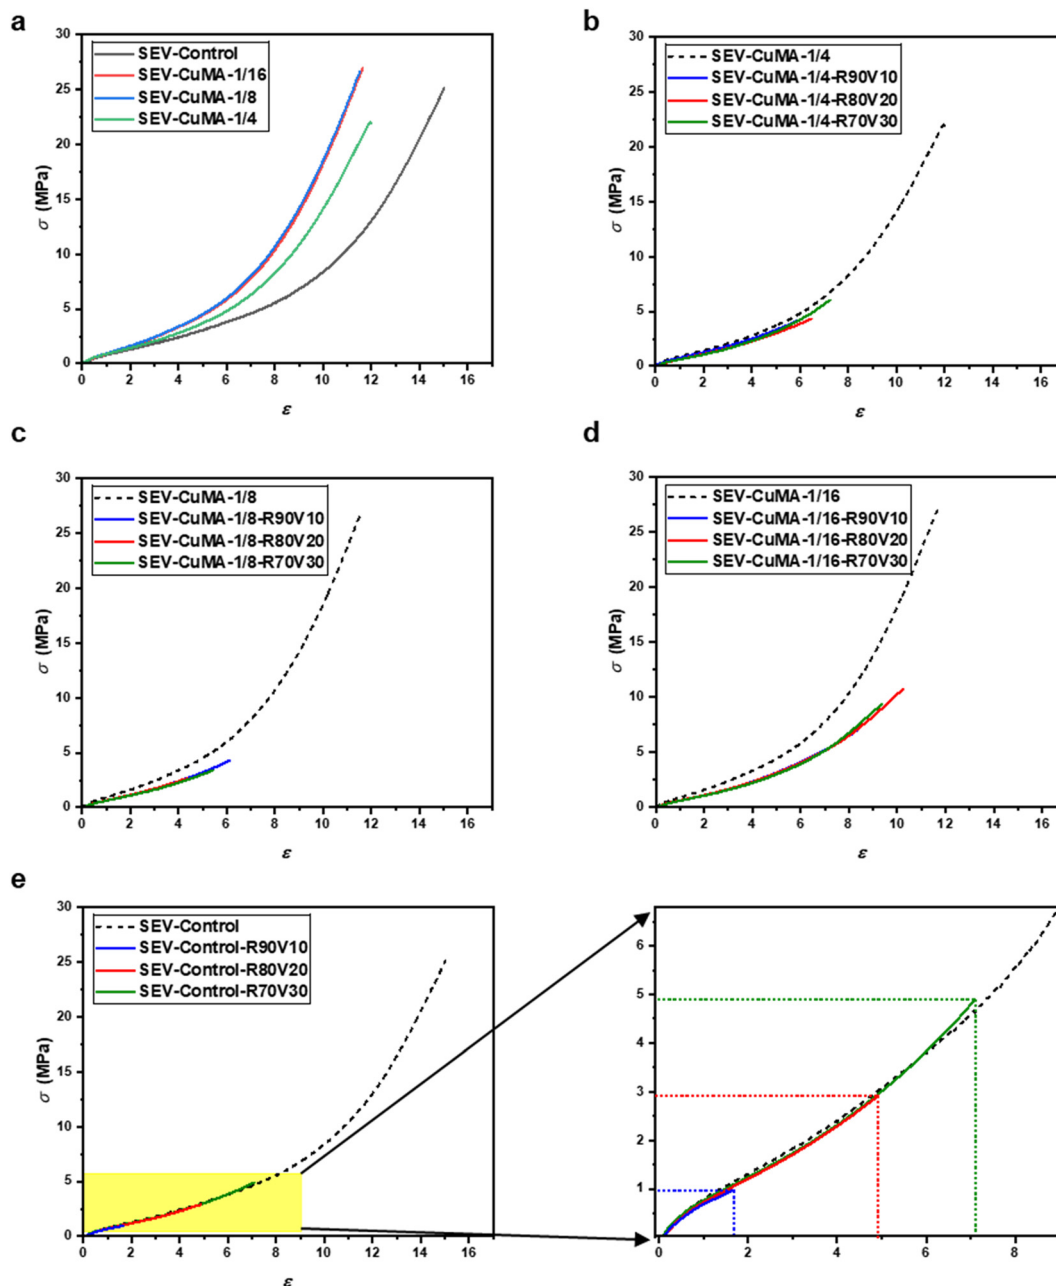 a
SEV-Control
SEV-CuMA-1/16
SEV-CuMA-1/8
SEV-CuMA-1/4
σ (MPa)
30
25
20
15
10
5
0
0 2 4 6 8 10 12 14 16
ε
b
SEV-CuMA-1/4
SEV-CuMA-1/4-R90V10
SEV-CuMA-1/4-R80V20
SEV-CuMA-1/4-R70V30
σ (MPa)
30
25
20
15
10
5
0
0 2 4 6 8 10 12 14 16
ε
c
SEV-CuMA-1/8
SEV-CuMA-1/8-R90V10
SEV-CuMA-1/8-R80V20
SEV-CuMA-1/8-R70V30
σ (MPa)
30
25
20
15
10
5
0
0 2 4 6 8 10 12 14 16
ε
d
SEV-CuMA-1/16
SEV-CuMA-1/16-R90V10
SEV-CuMA-1/16-R80V20
SEV-CuMA-1/16-R70V30
σ (MPa)
30
25
20
15
10
5
0
0 2 4 6 8 10 12 14 16
ε
e
SEV-Control
SEV-Control-R90V10
SEV-Control-R80V20
SEV-Control-R70V30
σ (MPa)
30
25
20
15
10
5
0
0 2 4 6 8 10 12 14 16
ε
6
5
4
3
2
1
0
0 2 4 6 8